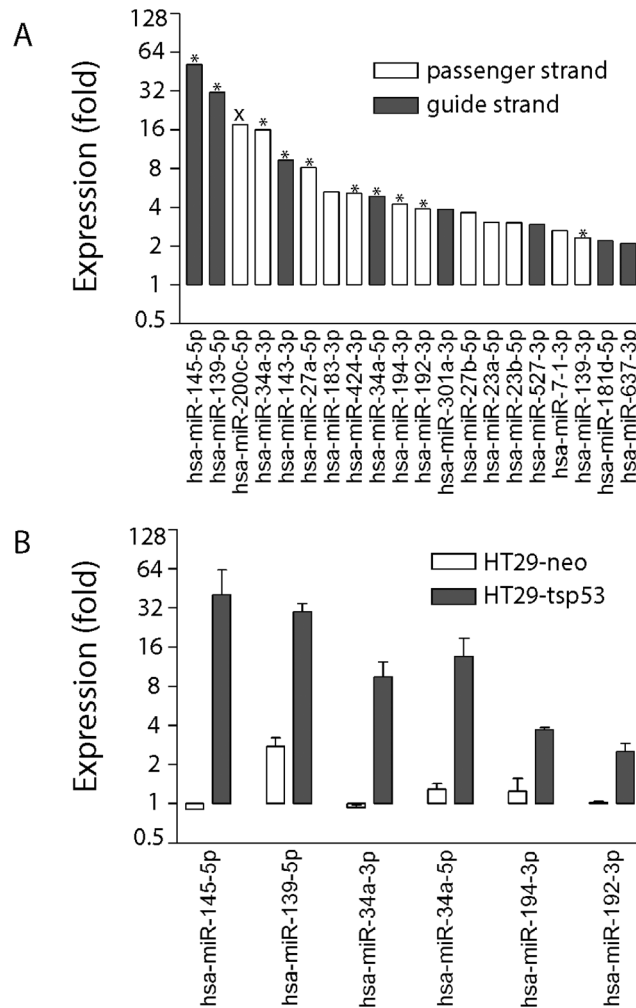 A
Expression (fold)
128
64
32
16
8
4
2
1
0.5
passenger strand
guide strand
*
*
x
*
*
*
*
*
*
*
*
hsa-miR-145-5p
hsa-miR-139-5p
hsa-miR-200c-5p
hsa-miR-34a-3p
hsa-miR-143-3p
hsa-miR-27a-5p
hsa-miR-183-3p
hsa-miR-424-3p
hsa-miR-34a-5p
hsa-miR-194-3p
hsa-miR-192-3p
hsa-miR-301a-3p
hsa-miR-27b-5p
hsa-miR-23a-5p
hsa-miR-23b-5p
hsa-miR-527-3p
hsa-miR-7-1-3p
hsa-miR-139-3p
hsa-miR-181d-5p
hsa-miR-637-3p
B
Expression (fold)
128
64
32
16
8
4
2
1
0.5
HT29-neo
HT29-tsp53
hsa-miR-145-5p
hsa-miR-139-5p
hsa-miR-34a-3p
hsa-miR-34a-5p
hsa-miR-194-3p
hsa-miR-192-3p